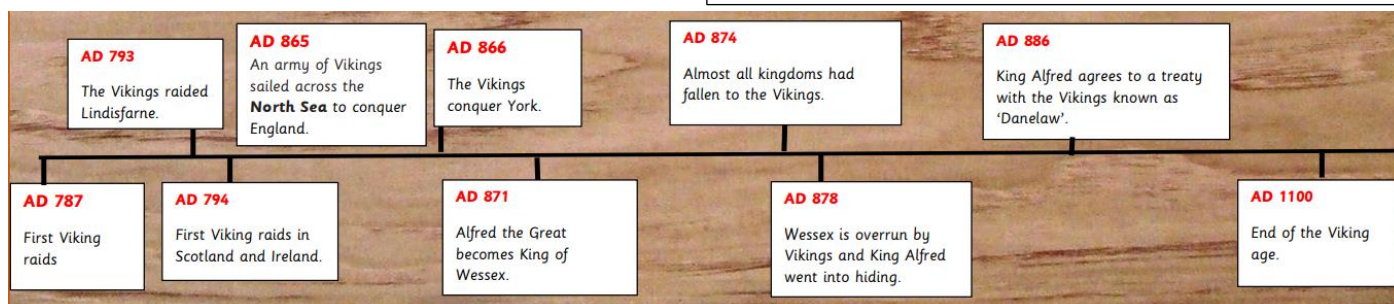 AD 793
The Vikings raided
Lindisfarne.
AD 865
An army of Vikings
sailed across the
North Sea to conquer
England.
AD 866
The Vikings
conquer York.
AD 874
Almost all kingdoms had
fallen to the Vikings.
AD 886
King Alfred agrees to a treaty
with the Vikings known as
‘Danelaw’.
AD 787
First Viking
raids
AD 794
First Viking raids in
Scotland and Ireland.
AD 871
Alfred the Great
becomes King of
Wessex.
AD 878
Wessex is overrun by
Vikings and King Alfred
went into hiding.
AD 1100
End of the Viking
age.